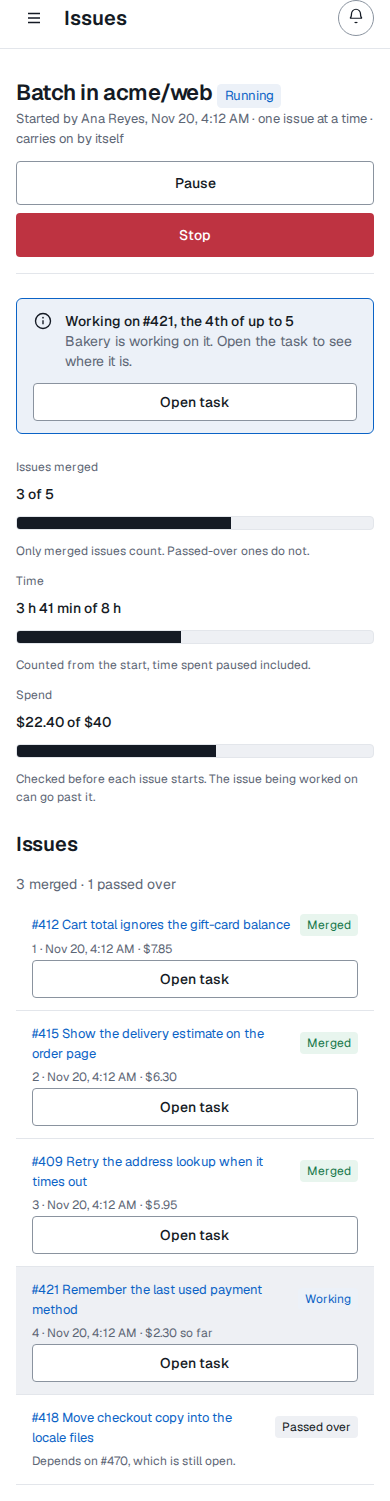 Issues
Batch in acme/web Running
Started by Ana Reyes, Nov 20, 4:12 AM · one issue at a time ·
carries on by itself
Pause
Stop
Working on #421, the 4th of up to 5
Bakery is working on it. Open the task to see
where it is.
Open task
Issues merged
3 of 5
Only merged issues count. Passed-over ones do not.
Time
3 h 41 min of 8 h
Counted from the start, time spent paused included.
Spend
$22.40 of $40
Checked before each issue starts. The issue being worked on
can go past it.
Issues
3 merged · 1 passed over
#412 Cart total ignores the gift-card balance Merged
1 · Nov 20, 4:12 AM · $7.85
Open task
#415 Show the delivery estimate on the
order page
Merged
2 · Nov 20, 4:12 AM · $6.30
Open task
#409 Retry the address lookup when it
times out
Merged
3 · Nov 20, 4:12 AM · $5.95
Open task
#421 Remember the last used payment
method
Working
4 · Nov 20, 4:12 AM · $2.30 so far
Open task
#418 Move checkout copy into the
locale files
Passed over
Depends on #470, which is still open.